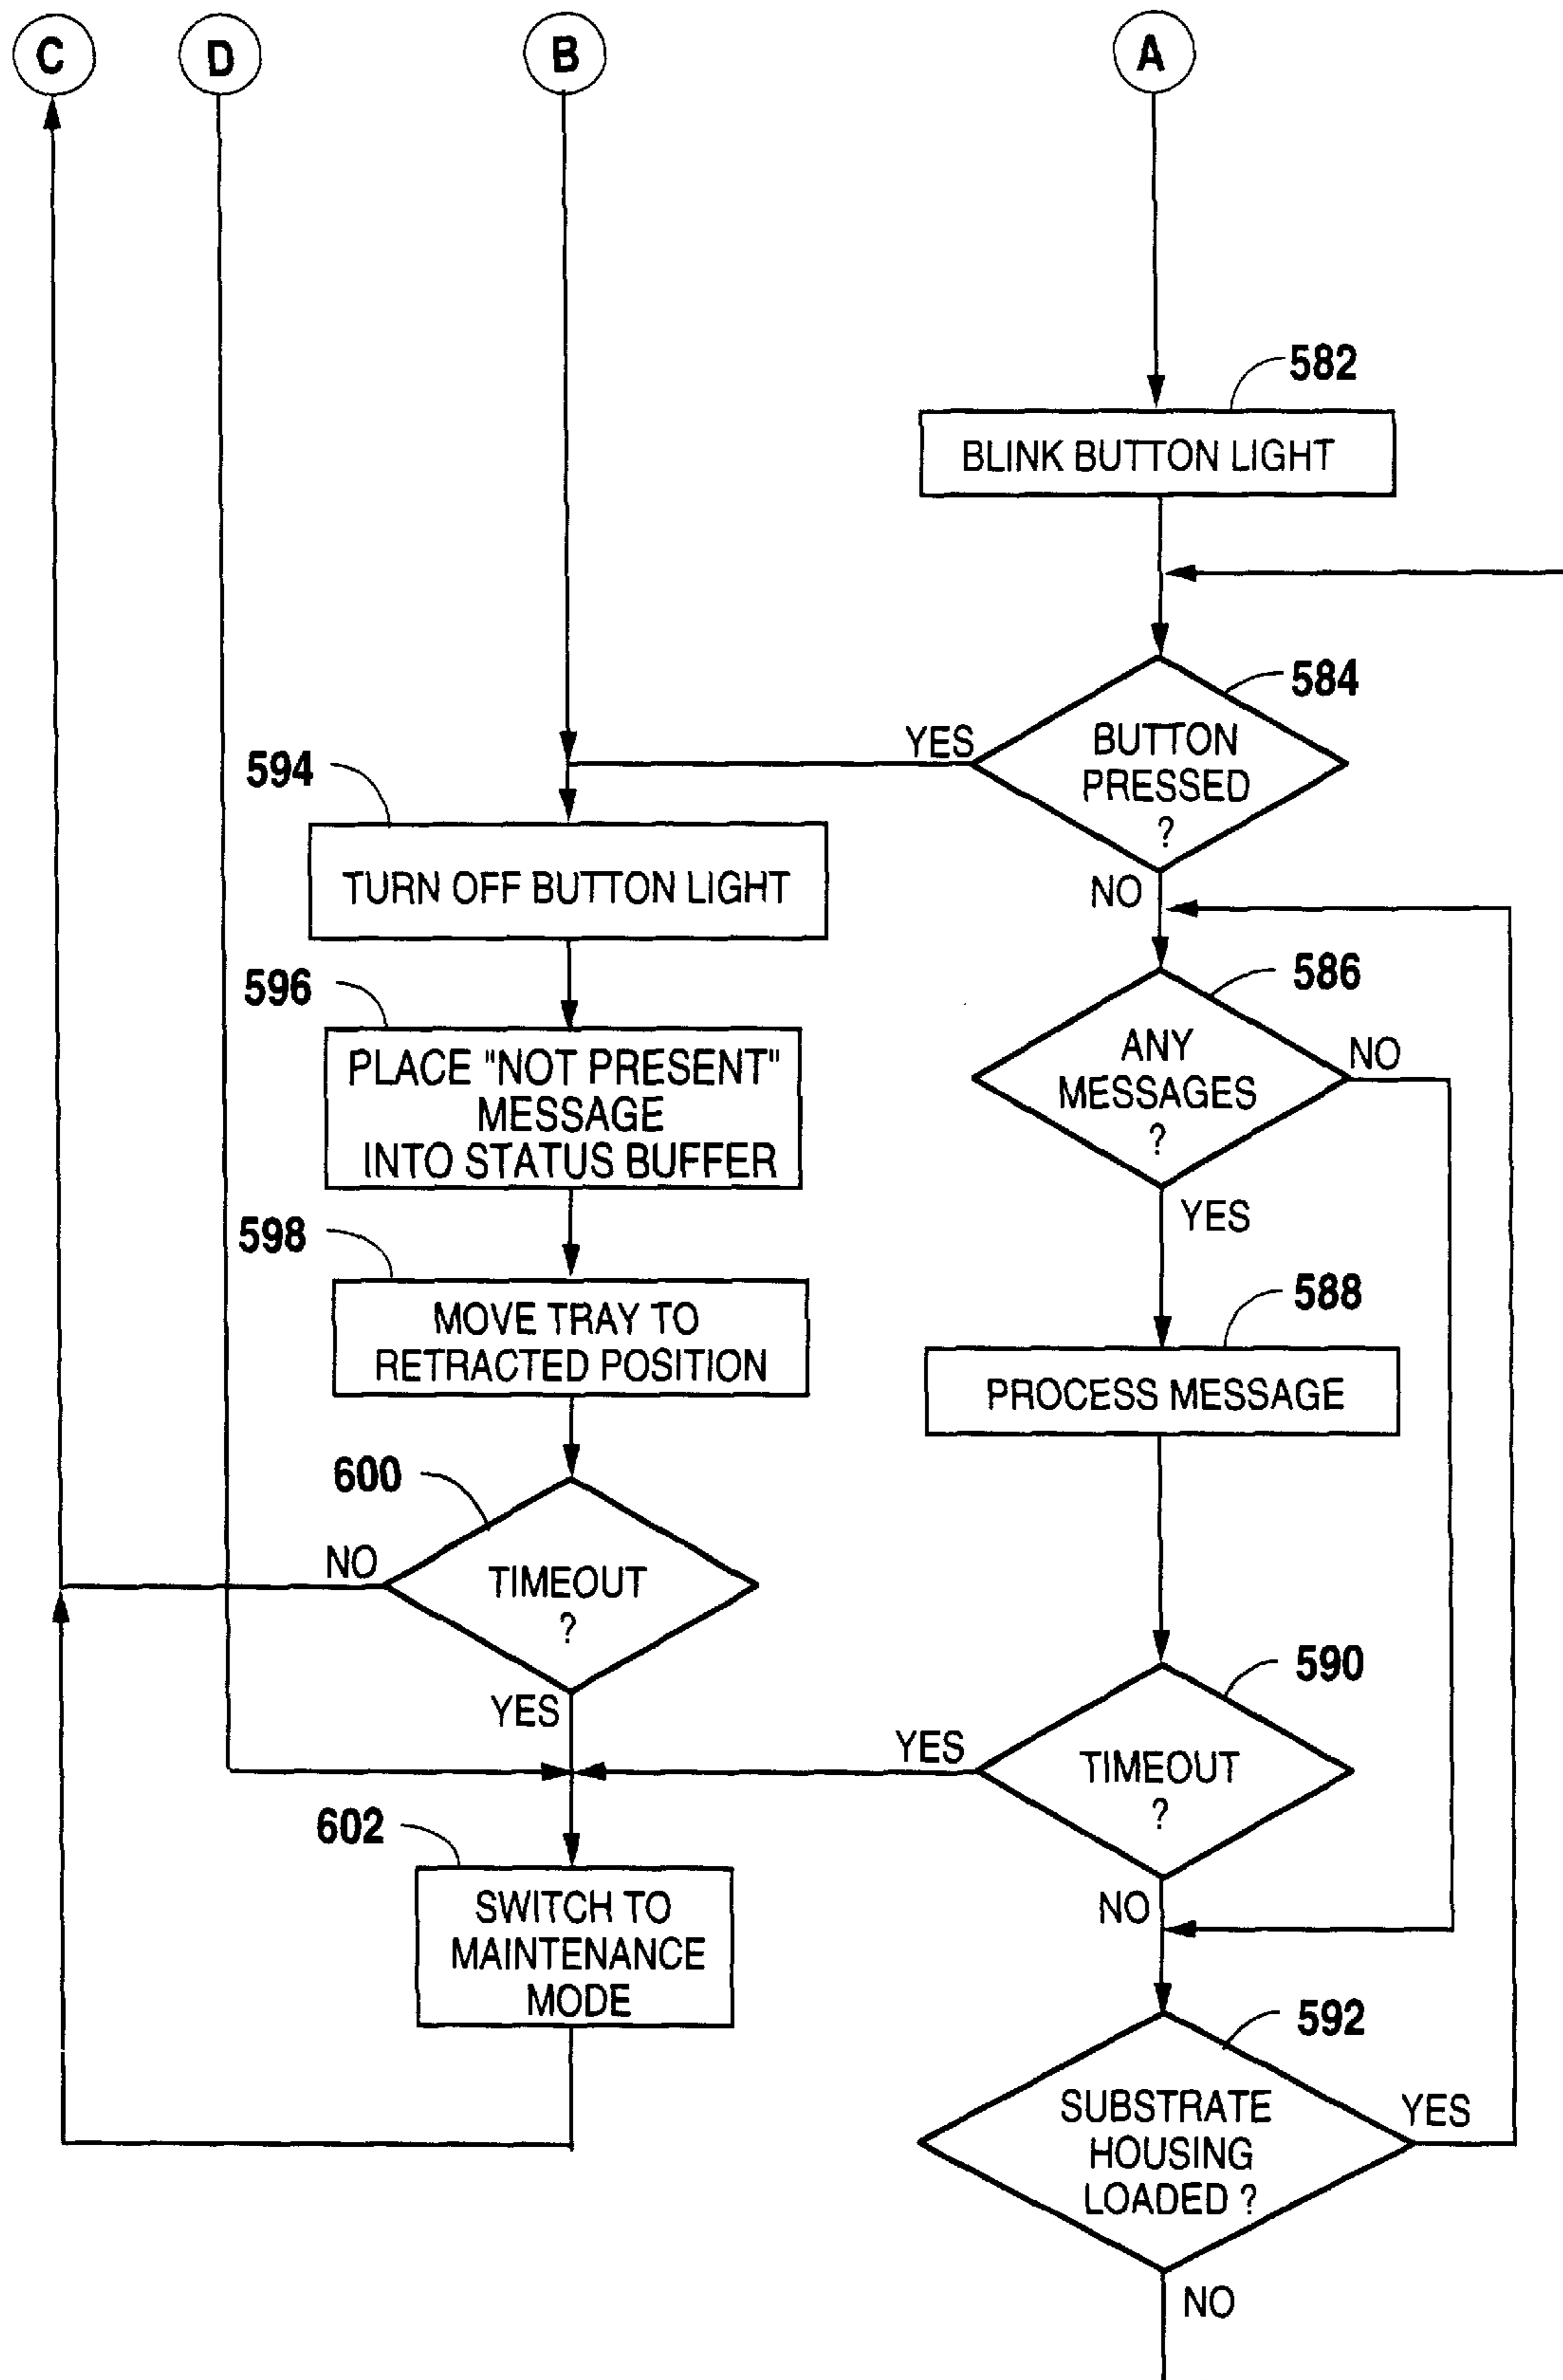 C
D
B
A
582
BLINK BUTTON LIGHT
584
BUTTON
PRESSED
?
YES
NO
594
TURN OFF BUTTON LIGHT
586
ANY
MESSAGES
?
NO
YES
596
PLACE "NOT PRESENT"
MESSAGE
INTO STATUS BUFFER
598
MOVE TRAY TO
RETRACTED POSITION
588
PROCESS MESSAGE
600
TIMEOUT
?
NO
YES
590
TIMEOUT
?
YES
NO
602
SWITCH TO
MAINTENANCE
MODE
592
SUBSTRATE
HOUSING
LOADED ?
YES
NO